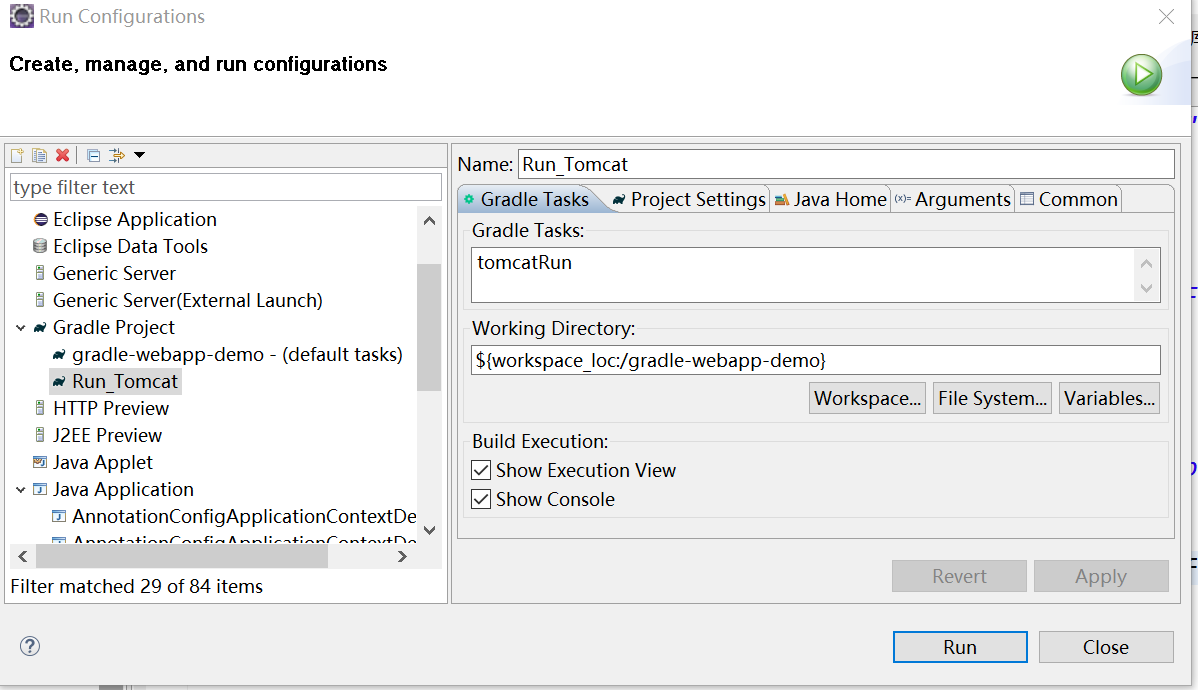 Run Configurations
Create, manage, and run configurations
type filter text
Eclipse Application
Eclipse Data Tools
Generic Server
Generic Server(External Launch)
Gradle Project
gradle-webapp-demo - (default tasks)
Run_Tomcat
HTTP Preview
J2EE Preview
Java Applet
Java Application
AnnotationConfigApplicationContextDe
AnnotationConfigApplicationContextDe
Filter matched 29 of 84 items
Name: Run_Tomcat
Gradle Tasks Project Settings Java Home (x)= Arguments Common
Gradle Tasks:
tomcatRun
Working Directory:
${workspace_loc:/gradle-webapp-demo}
Workspace... File System... Variables...
Build Execution:
Show Execution View
Show Console
Revert Apply
Run Close